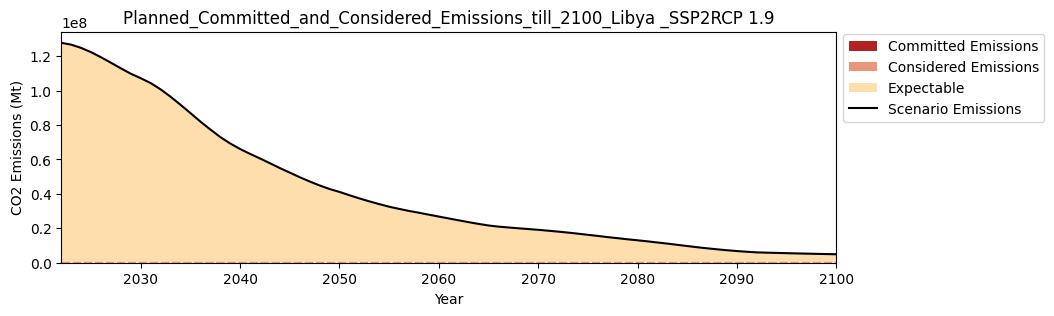 Planned_Committed_and_Considered_Emissions_till_2100_Libya _SSP2RCP 1.9
1e8
1.2
1.0
0.8
0.6
0.4
0.2
0.0
CO2 Emissions (Mt)
2030 2040 2050 2060 2070 2080 2090 2100
Year
Committed Emissions
Considered Emissions
Expectable
Scenario Emissions